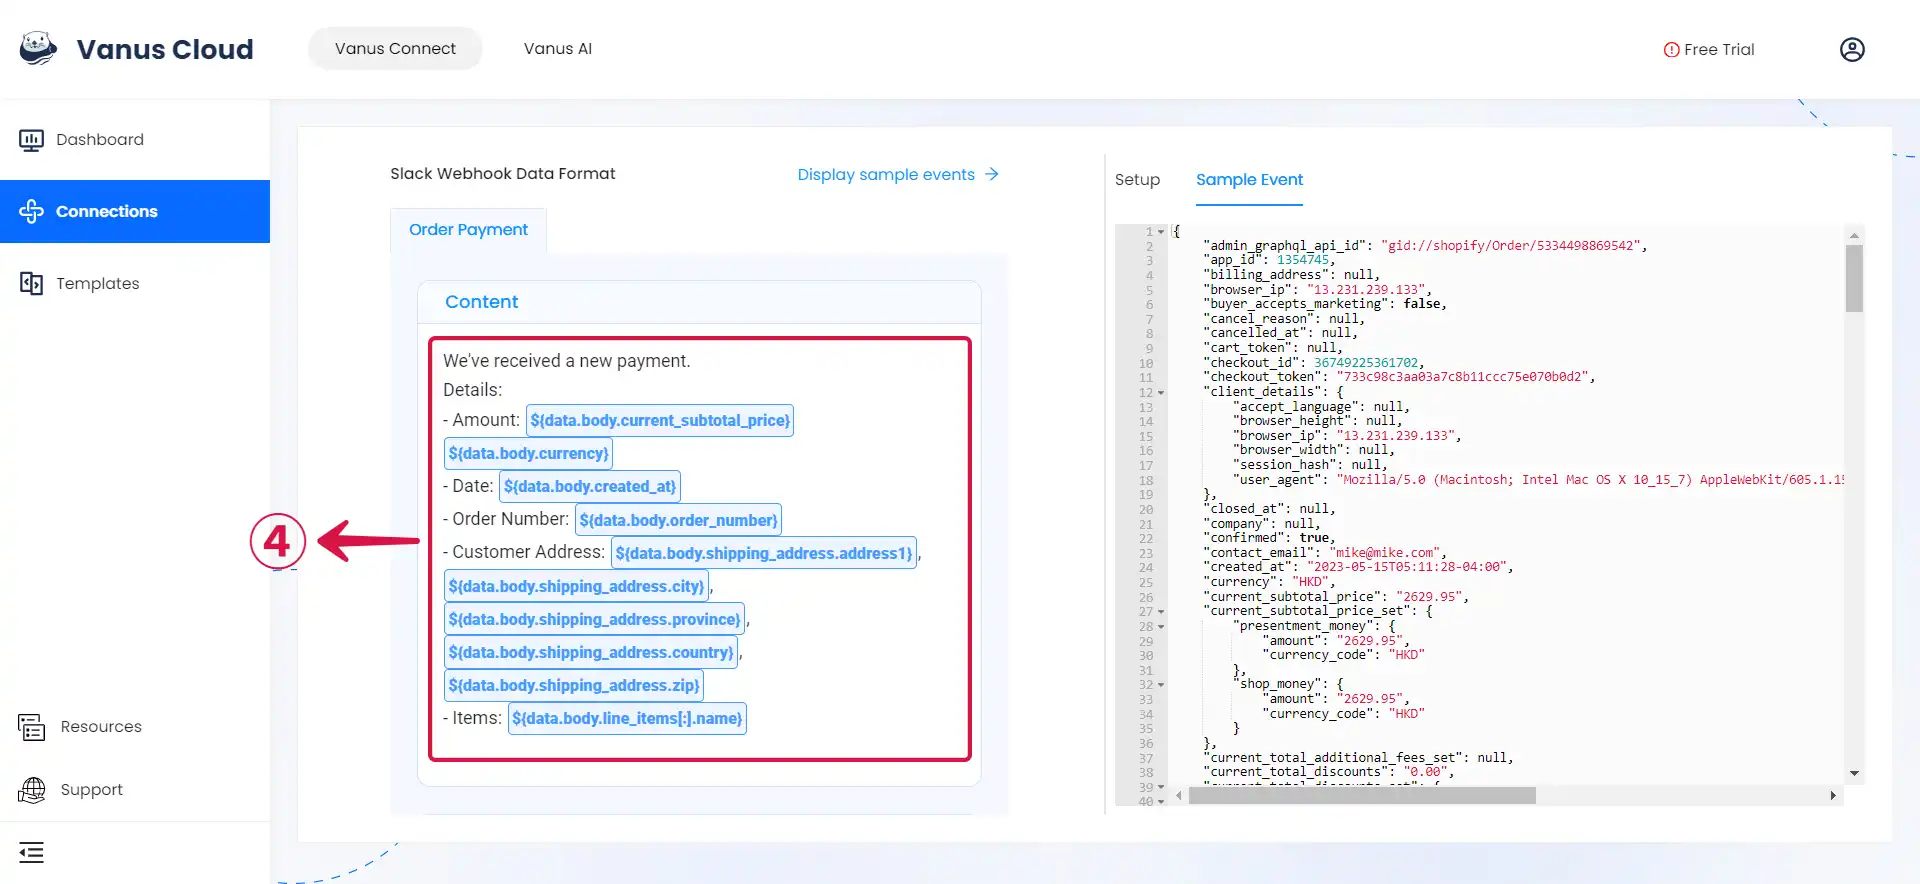 Vanus Cloud
Vanus Connect
Vanus AI
Free Trial
Dashboard
Connections
Templates
Resources
Support
Slack Webhook Data Format
Display sample events →
Order Payment
Content
We've received a new payment.
Details:
- Amount: ${data.body.current_subtotal_price}
${data.body.currency}
- Date: ${data.body.created_at}
- Order Number: ${data.body.order_number}
- Customer Address: ${data.body.shipping_address.address1},
${data.body.shipping_address.city},
${data.body.shipping_address.province},
${data.body.shipping_address.country},
${data.body.shipping_address.zip}
- Items: ${data.body.line_items[:].name}
4
Setup
Sample Event
1 {
2 "admin_graphql_api_id": "gid://shopify/Order/5334498869542",
3 "app_id": 1354745,
4 "billing_address": null,
5 "browser_ip": "13.231.239.133",
6 "buyer_accepts_marketing": false,
7 "cancel_reason": null,
8 "cancelled_at": null,
9 "cart_token": null,
10 "checkout_id": 36749225361702,
11 "checkout_token": "733c98c3aa03a7c8b11ccc75e070b0d2",
12 "client_details": {
13 "accept_language": null,
14 "browser_height": null,
15 "browser_ip": "13.231.239.133",
16 "browser_width": null,
17 "session_hash": null,
18 "user_agent": "Mozilla/5.0 (Macintosh; Intel Mac OS X 10_15_7) AppleWebKit/605.1.15
19 },
20 "closed_at": null,
21 "company": null,
22 "confirmed": true,
23 "contact_email": "mike@mike.com",
24 "created_at": "2023-05-15T05:11:28-04:00",
25 "currency": "HKD",
26 "current_subtotal_price": "2629.95",
27 "current_subtotal_price_set": {
28 "presentment_money": {
29 "amount": "2629.95",
30 "currency_code": "HKD"
31 },
32 "shop_money": {
33 "amount": "2629.95",
34 "currency_code": "HKD"
35 }
36 },
37 "current_total_additional_fees_set": null,
38 "current_total_discounts": "0.00",
39 "current_total_discounts_set": {
40